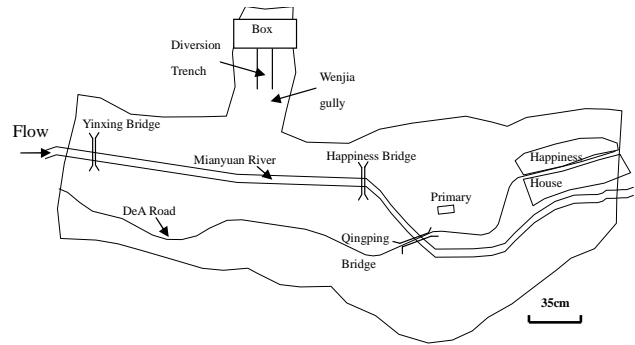 Box
Diversion
Trench
Wenjia
gully
Flow
Yinxing Bridge
Mianyuan River
Happiness Bridge
Happiness
House
Primary
DeA Road
Qingping
Bridge
35cm